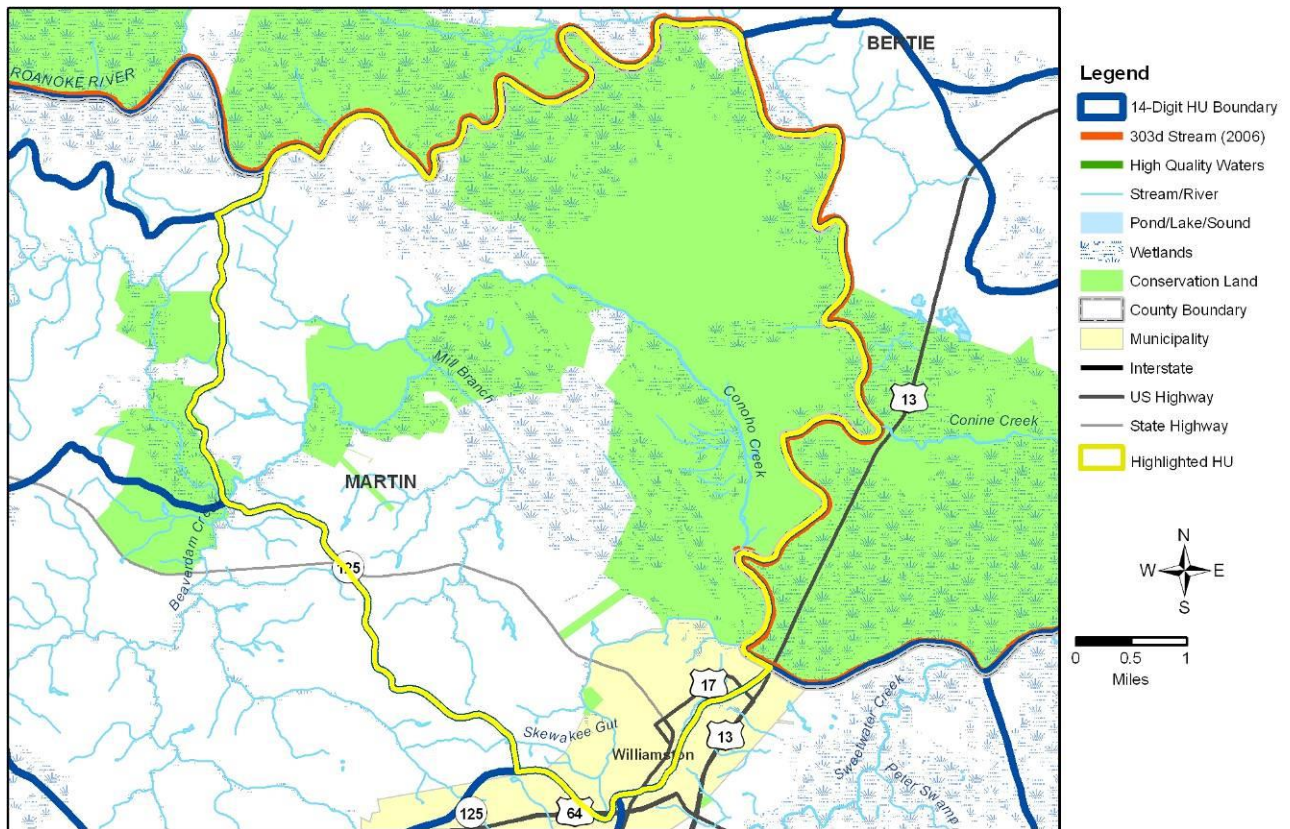 BERTIE
ROANOKE RIVER
13
Conoho Creek
Mill Branch
Conine Creek
MARTIN
Beaverdam Creek
125
17
Skewakee Gut
13
Williamston
Sweetwater Creek
Peter Swamp
125
64
Legend
14-Digit HU Boundary
303d Stream (2006)
High Quality Waters
Stream/River
Pond/Lake/Sound
Wetlands
Conservation Land
County Boundary
Municipality
Interstate
US Highway
State Highway
Highlighted HU
N
W E
S
0 0.5 1
Miles